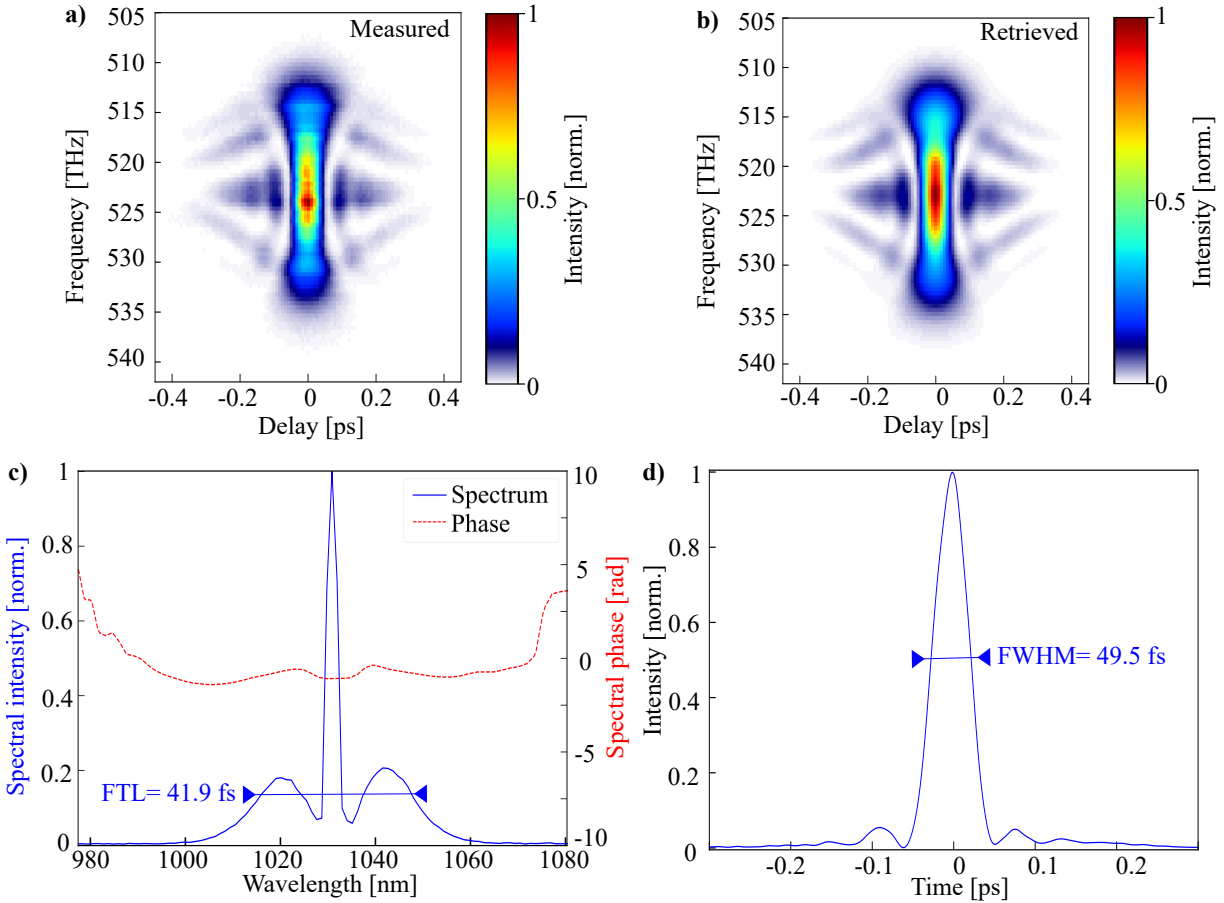 a)
Measured
505
510
515
520
525
530
535
540
Frequency [THz]
-0.4
-0.2
0
0.2
0.4
Delay [ps]
1
0.5
0
Intensity [norm.]
b)
Retrieved
505
510
515
520
525
530
535
540
Frequency [THz]
-0.4
-0.2
0
0.2
0.4
Delay [ps]
1
0.5
0
Intensity [norm.]
c)
1
0.8
0.6
0.4
0.2
0
Spectral intensity [norm.]
Spectrum
Phase
FTL= 41.9 fs
10
5
0
-5
-10
Spectral phase [rad]
980
1000
1020
1040
1060
1080
Wavelength [nm]
d)
1
0.8
0.6
0.4
0.2
0
Intensity [norm.]
FWHM= 49.5 fs
-0.2
-0.1
0
0.1
0.2
Time [ps]